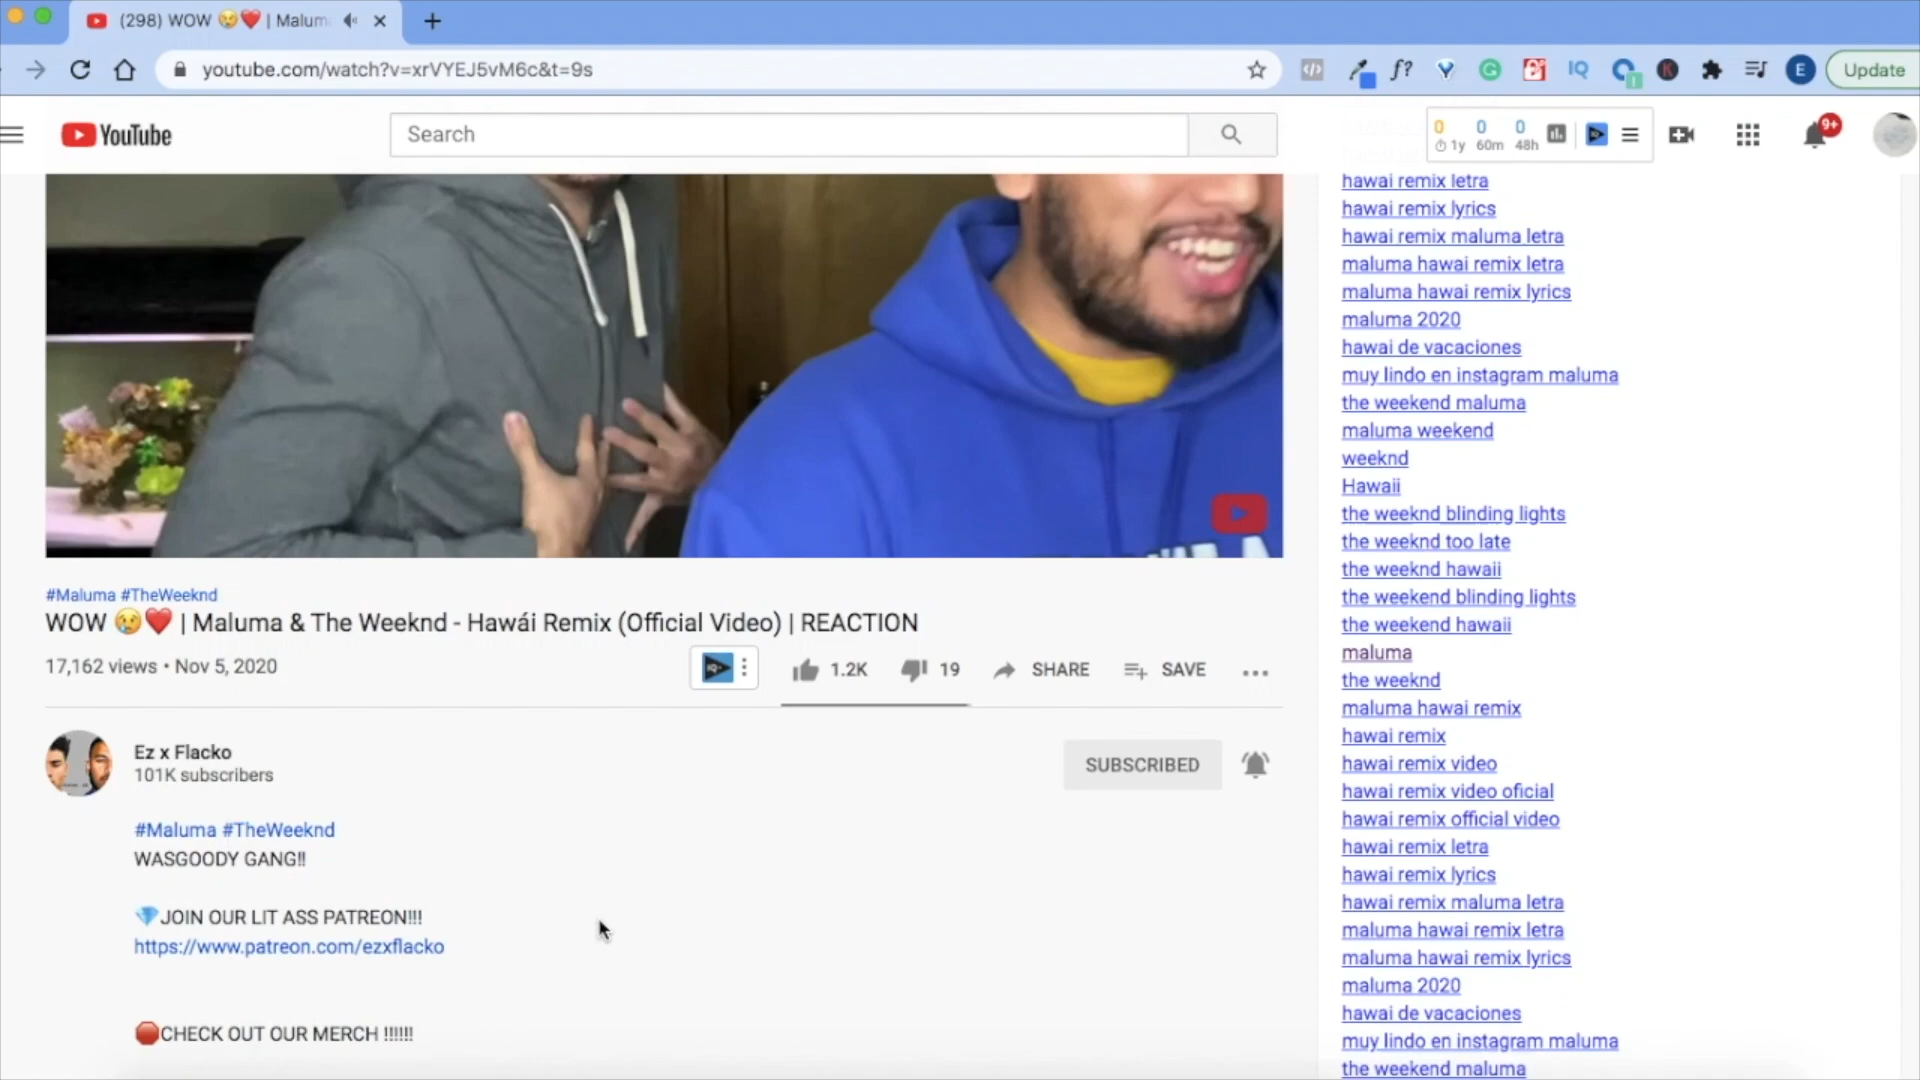 (298) WOW 😢❤️ | Malum
youtube.com/watch?v=xrVYEJ5vM6c&t=9s
f?
IQ
K
E
Update
YouTube
Search
0 0 0
1y 60m 48h
9+
hawai remix letra
hawai remix lyrics
hawai remix maluma letra
maluma hawai remix letra
maluma hawai remix lyrics
maluma 2020
hawai de vacaciones
muy lindo en instagram maluma
the weekend maluma
maluma weekend
weeknd
Hawaii
the weeknd blinding lights
the weeknd too late
the weeknd hawaii
the weekend blinding lights
the weekend hawaii
maluma
the weeknd
maluma hawai remix
hawai remix
hawai remix video
hawai remix video oficial
hawai remix official video
hawai remix letra
hawai remix lyrics
hawai remix maluma letra
maluma hawai remix letra
maluma hawai remix lyrics
maluma 2020
hawai de vacaciones
muy lindo en instagram maluma
the weekend maluma
#Maluma #TheWeeknd
WOW 😢❤️ | Maluma & The Weeknd - Hawái Remix (Official Video) | REACTION
17,162 views • Nov 5, 2020
1.2K 19 SHARE SAVE
Ez x Flacko
101K subscribers
SUBSCRIBED
#Maluma #TheWeeknd
WASGOODY GANG!!
💎JOIN OUR LIT ASS PATREON!!!
https://www.patreon.com/ezxflacko
🛑CHECK OUT OUR MERCH !!!!!!